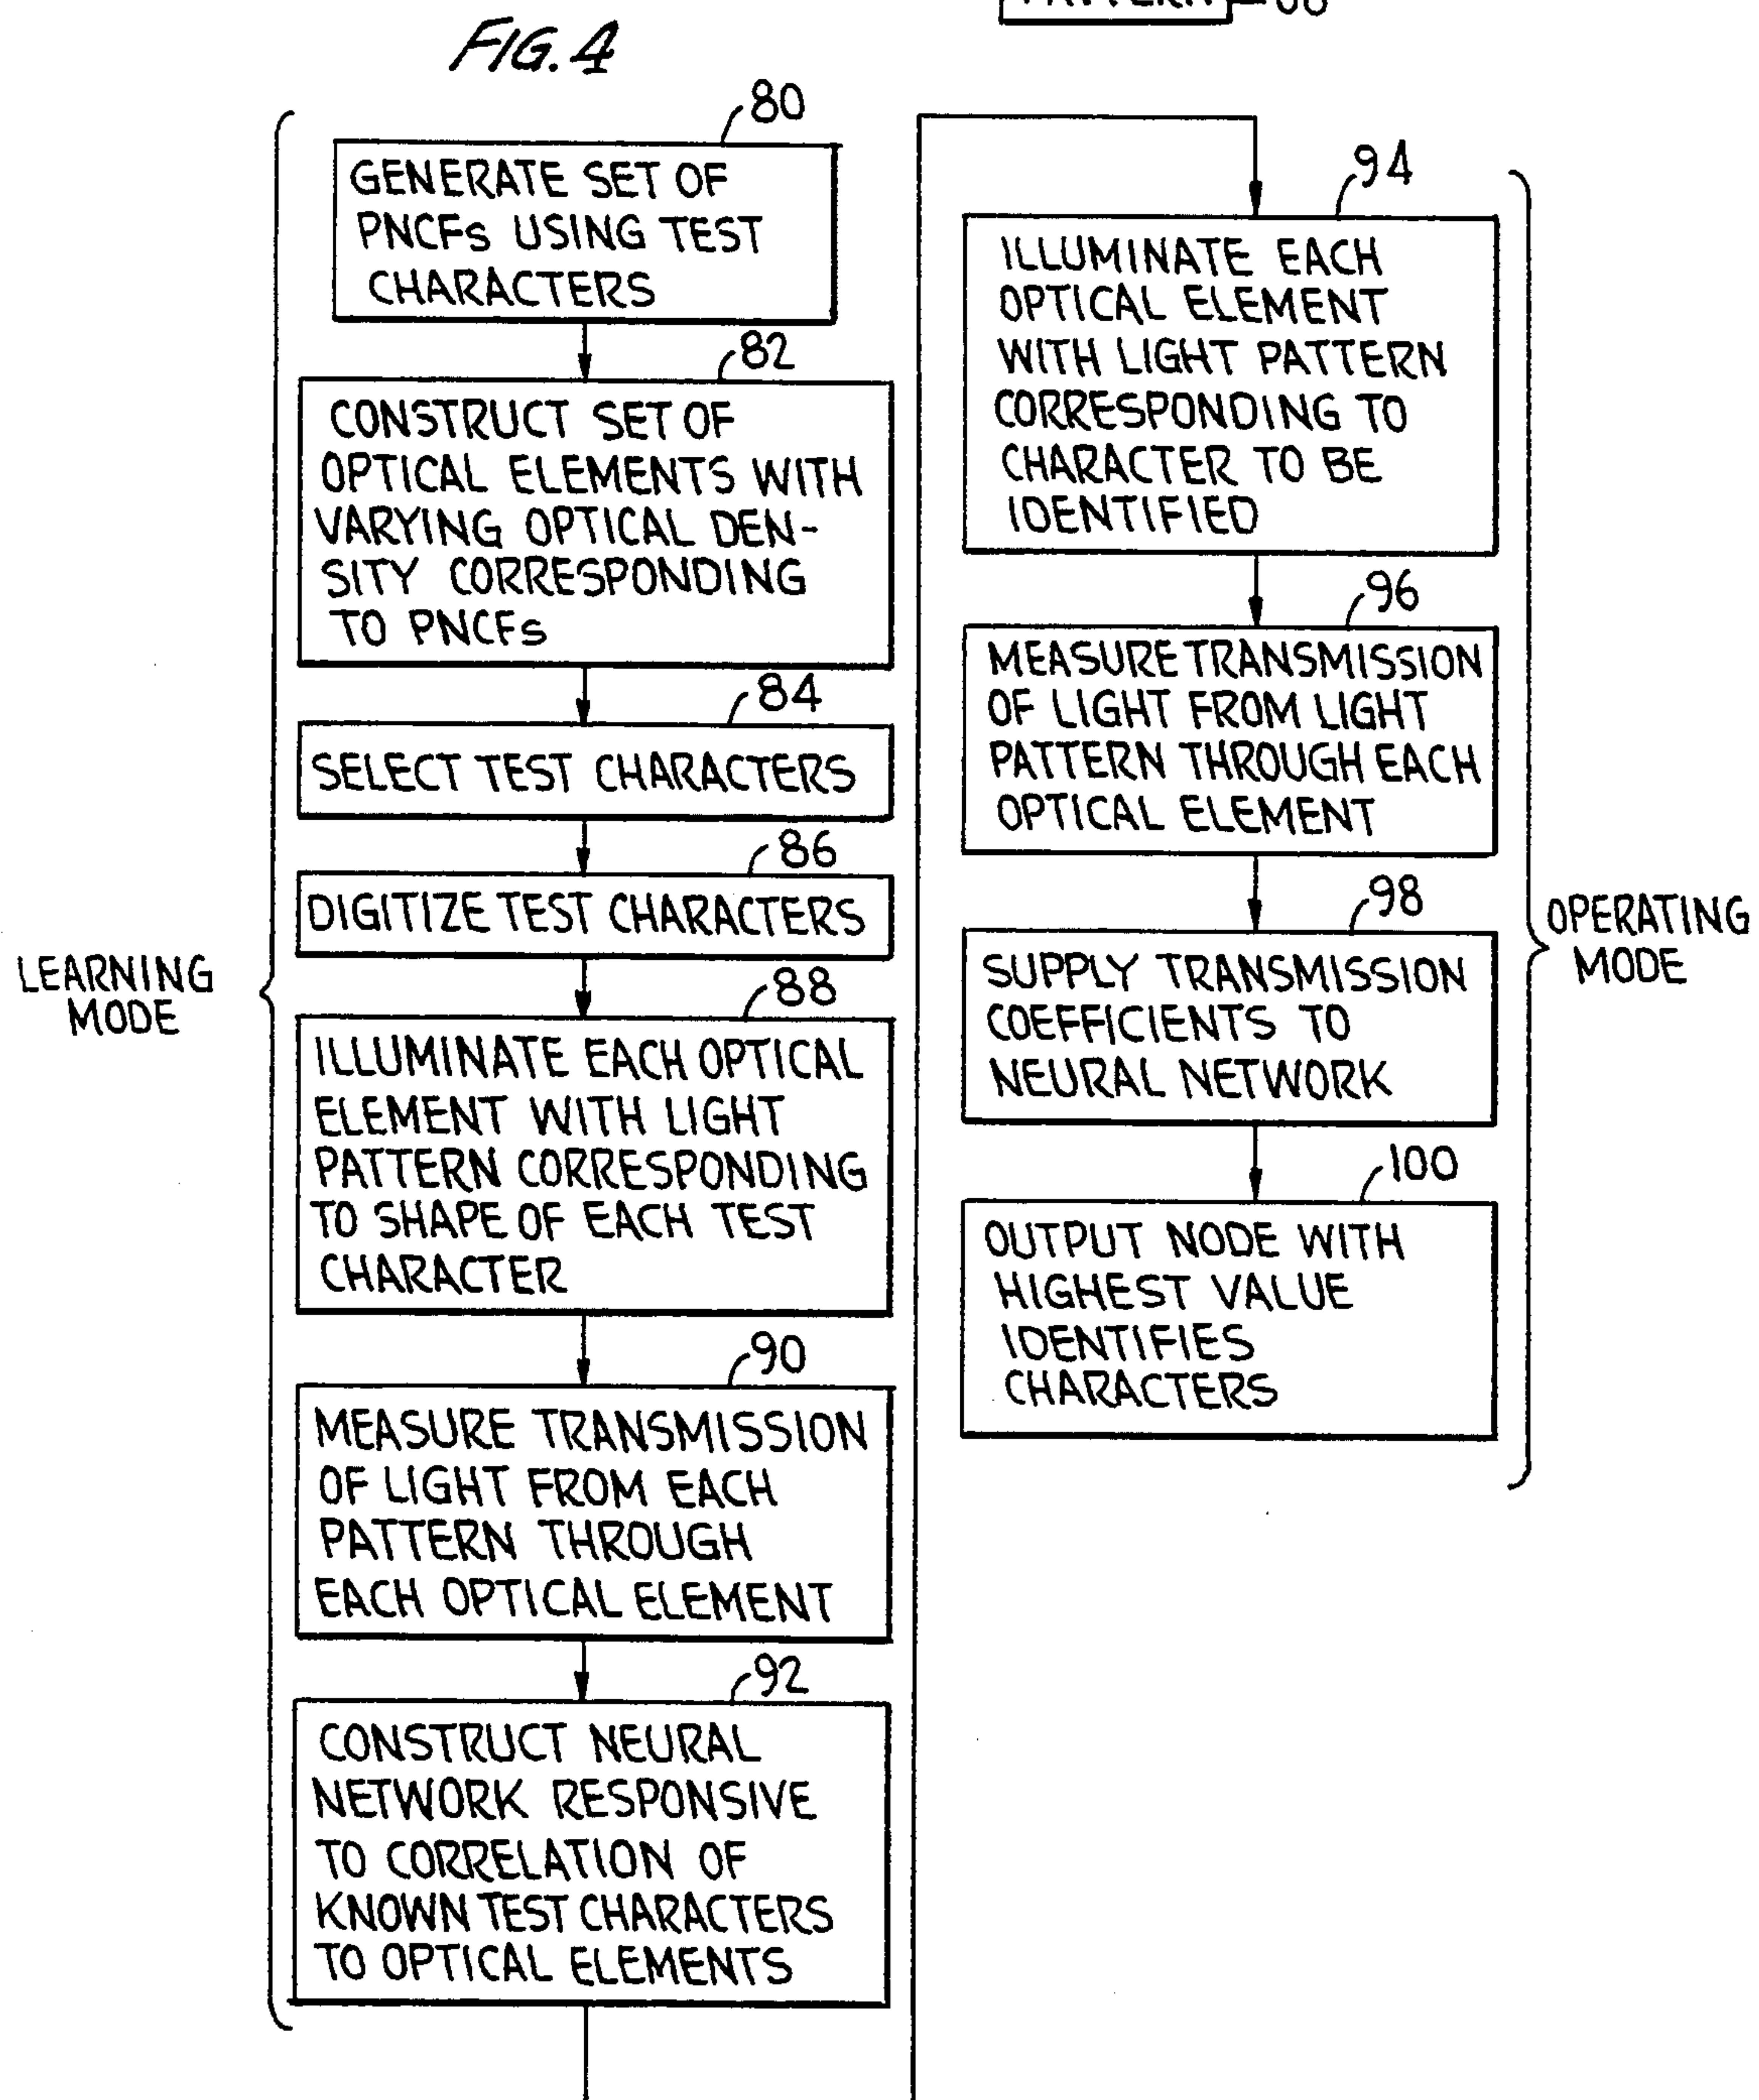 FIG. 4
80
GENERATE SET OF
PNCFs USING TEST
CHARACTERS
82
CONSTRUCT SET OF
OPTICAL ELEMENTS WITH
VARYING OPTICAL DEN-
SITY CORRESPONDING
TO PNCFs
84
SELECT TEST CHARACTERS
86
DIGITIZE TEST CHARACTERS
LEARNING
MODE
88
ILLUMINATE EACH OPTICAL
ELEMENT WITH LIGHT
PATTERN CORRESPONDING
TO SHAPE OF EACH TEST
CHARACTER
90
MEASURE TRANSMISSION
OF LIGHT FROM EACH
PATTERN THROUGH
EACH OPTICAL ELEMENT
92
CONSTRUCT NEURAL
NETWORK RESPONSIVE
TO CORRELATION OF
KNOWN TEST CHARACTERS
TO OPTICAL ELEMENTS
94
ILLUMINATE EACH
OPTICAL ELEMENT
WITH LIGHT PATTERN
CORRESPONDING TO
CHARACTER TO BE
IDENTIFIED
96
MEASURE TRANSMISSION
OF LIGHT FROM LIGHT
PATTERN THROUGH EACH
OPTICAL ELEMENT
98
SUPPLY TRANSMISSION
COEFFICIENTS TO
NEURAL NETWORK
OPERATING
MODE
100
OUTPUT NODE WITH
HIGHEST VALUE
IDENTIFIES
CHARACTERS